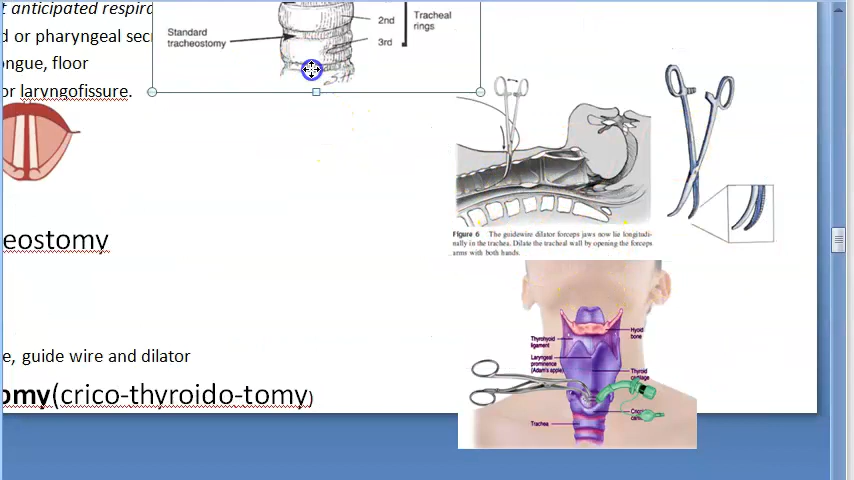 t anticipated respira
d or pharyngeal secr
ongue, floor
or laryngofissure.
Standard
tracheostomy
2nd
3rd
Tracheal
rings
eostomy
e, guide wire and dilator
omy(crico-thyroido-tomy)
Figure 6 The guidewire dilator forceps jaws now lie longitudi-
nally in the trachea. Dilate the tracheal wall by opening the forceps
arms with both hands.
Thyrohyoid
ligament
Laryngeal
prominence
(Adam's apple)
Trachea
Hyoid
bone
Thyroid
cartilage